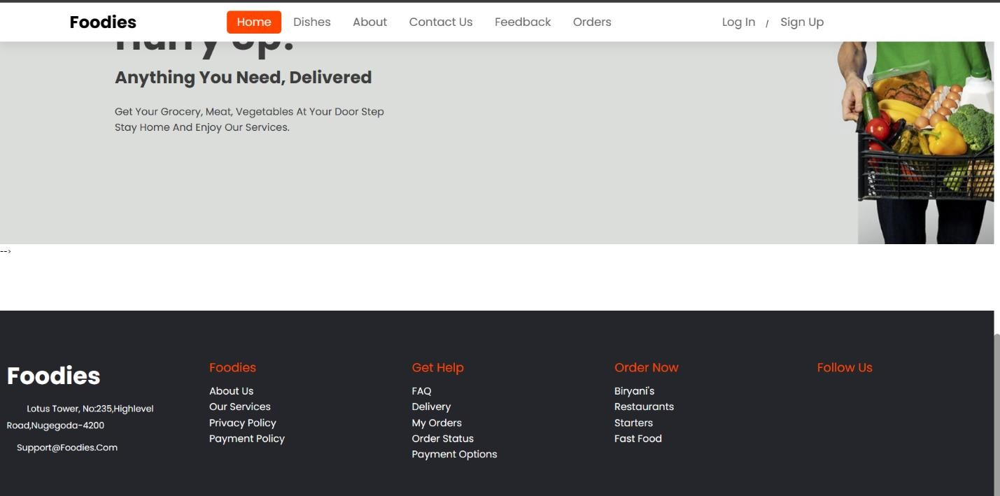 Foodies
Home Dishes About Contact Us Feedback Orders
Log In / Sign Up
Hurry Up!
Anything You Need, Delivered
Get Your Grocery, Meat, Vegetables At Your Door Step
Stay Home And Enjoy Our Services.
-->
Foodies
Lotus Tower, No:235,Highlevel
Road,Nugegoda-4200
Support@Foodies.Com
Foodies
About Us
Our Services
Privacy Policy
Payment Policy
Get Help
FAQ
Delivery
My Orders
Order Status
Payment Options
Order Now
Biryani's
Restaurants
Starters
Fast Food
Follow Us